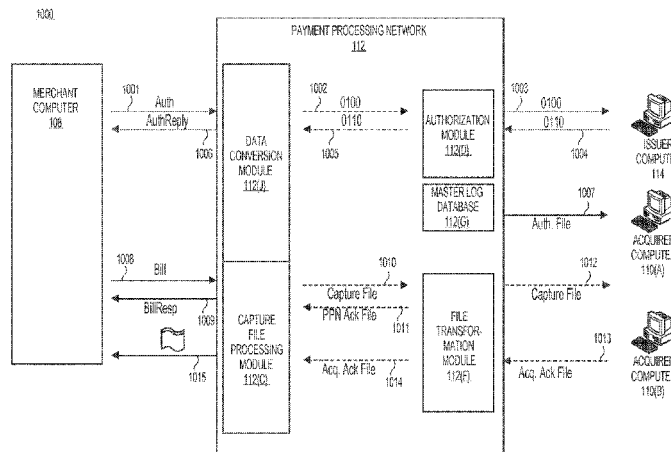 1000
PAYMENT PROCESSING NETWORK
112
MERCHANT
COMPUTER
108
1001
Auth
AuthReply
1006
DATA
CONVERSION
MODULE
112(J)
1002
0100
0110
1005
AUTHORIZATION
MODULE
112(D)
1003
0100
0110
1004
ISSUER
COMPUTE
114
MASTER LOG
DATABASE
112(G)
1007
Auth. File
ACQUIRER
COMPUTE
110(A)
1008
Bill
BillResp
1009
1015
CAPTURE
FILE
PROCESSING
MODULE
112(C)
1010
Capture File
PPN Ack File
1011
Acq. Ack File
1014
FILE
TRANSFOR-
MATION
MODULE
112(F)
1012
Capture File
1013
Acq. Ack File
ACQUIRER
COMPUTE
110(B)